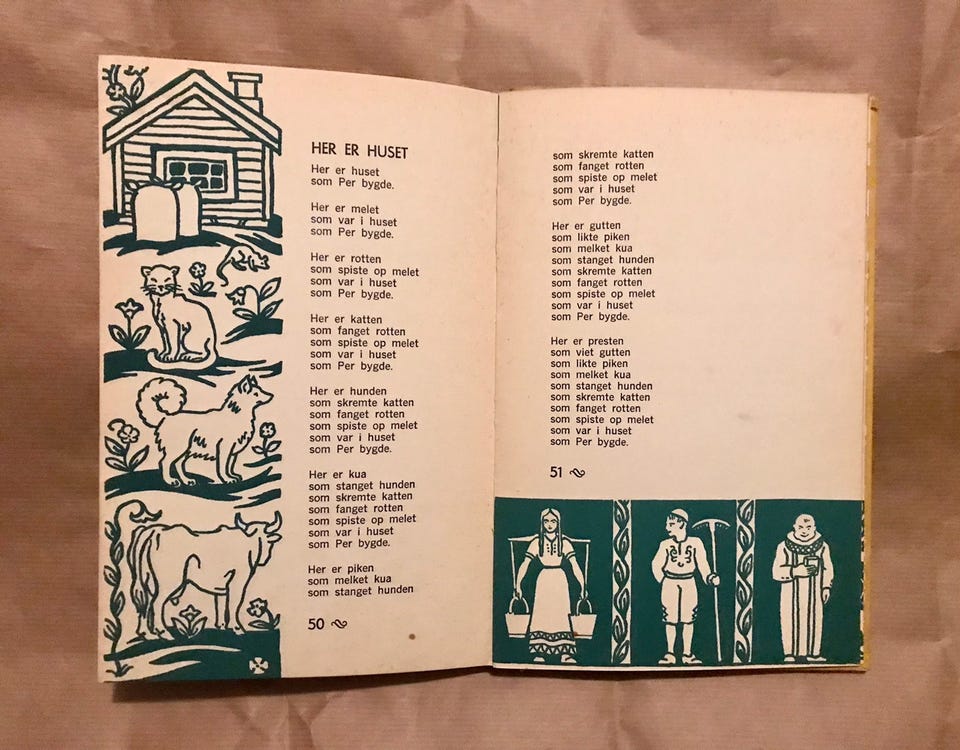 HER ER HUSET
Her er huset
som Per bygde.
Her er melet
som var i huset
som Per bygde.
Her er rotten
som spiste op melet
som var i huset
som Per bygde.
Her er katten
som fanget rotten
som spiste op melet
som var i huset
som Per bygde.
Her er hunden
som skremte katten
som fanget rotten
som spiste op melet
som var i huset
som Per bygde.
Her er kua
som stanget hunden
som skremte katten
som fanget rotten
som spiste op melet
som var i huset
som Per bygde.
Her er piken
som melket kua
som stanget hunden
50
som skremte katten
som fanget rotten
som spiste op melet
som var i huset
som Per bygde.
Her er gutten
som likte piken
som melket kua
som stanget hunden
som skremte katten
som fanget rotten
som spiste op melet
som var i huset
som Per bygde.
Her er presten
som viet gutten
som likte piken
som melket kua
som stanget hunden
som skremte katten
som fanget rotten
som spiste op melet
som var i huset
som Per bygde.
51